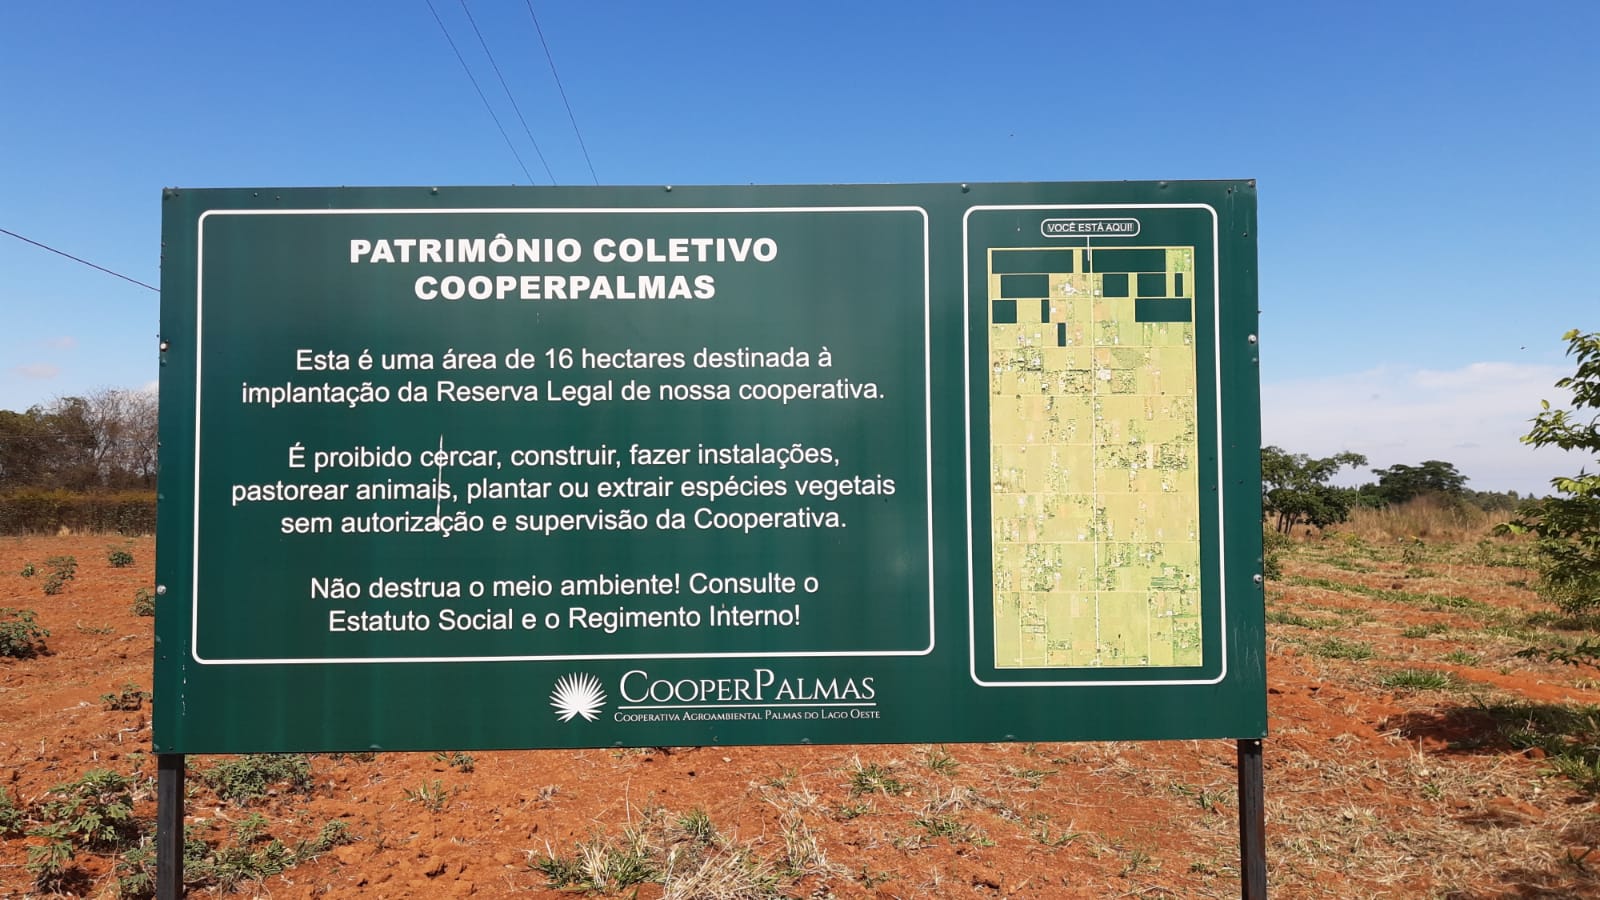 PATRIMÔNIO COLETIVO
COOPERPALMAS
Esta é uma área de 16 hectares destinada à
implantação da Reserva Legal de nossa cooperativa.
É proibido cercar, construir, fazer instalações,
pastorear animais, plantar ou extrair espécies vegetais
sem autorização e supervisão da Cooperativa.
Não destrua o meio ambiente! Consulte o
Estatuto Social e o Regimento Interno!
COOPERPALMAS
COOPERATIVA AGROAMBIENTAL PALMAS DO LAGO OESTE
VOCÊ ESTÁ AQUI!